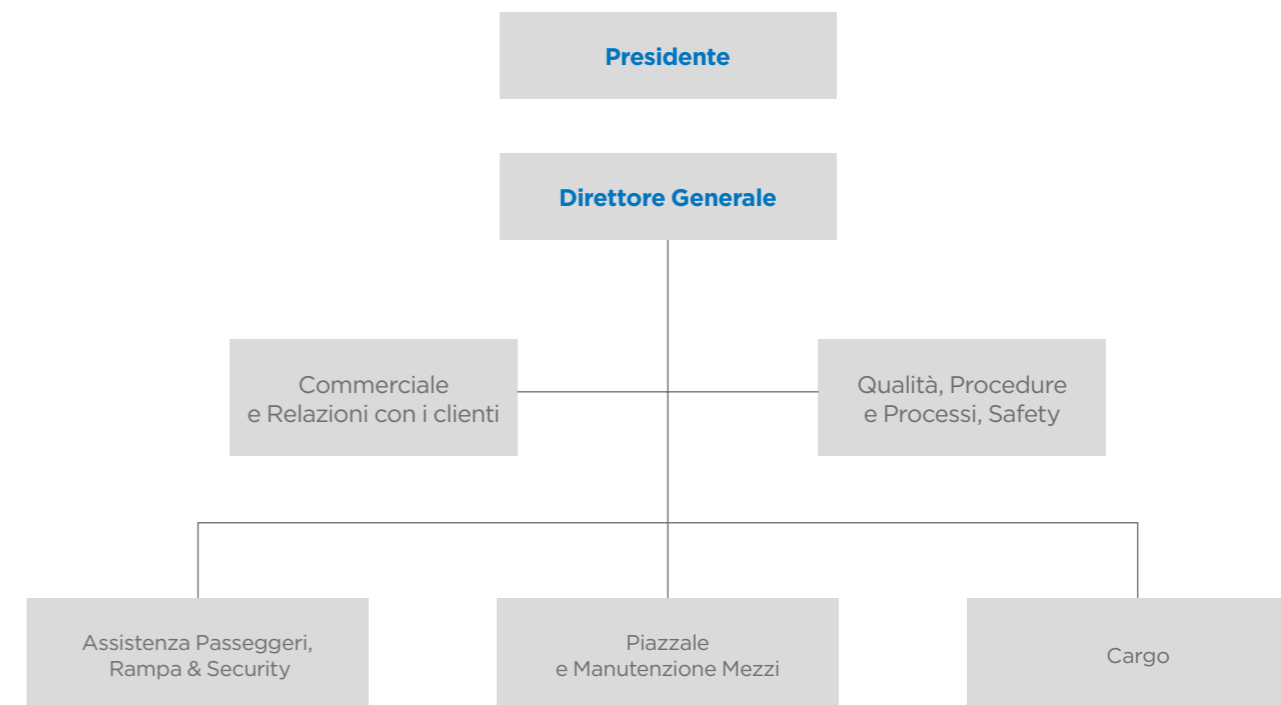 Presidente
Direttore Generale
Commerciale
e Relazioni con i clienti
Qualità, Procedure
e Processi, Safety
Assistenza Passeggeri,
Rampa & Security
Piazzale
e Manutenzione Mezzi
Cargo